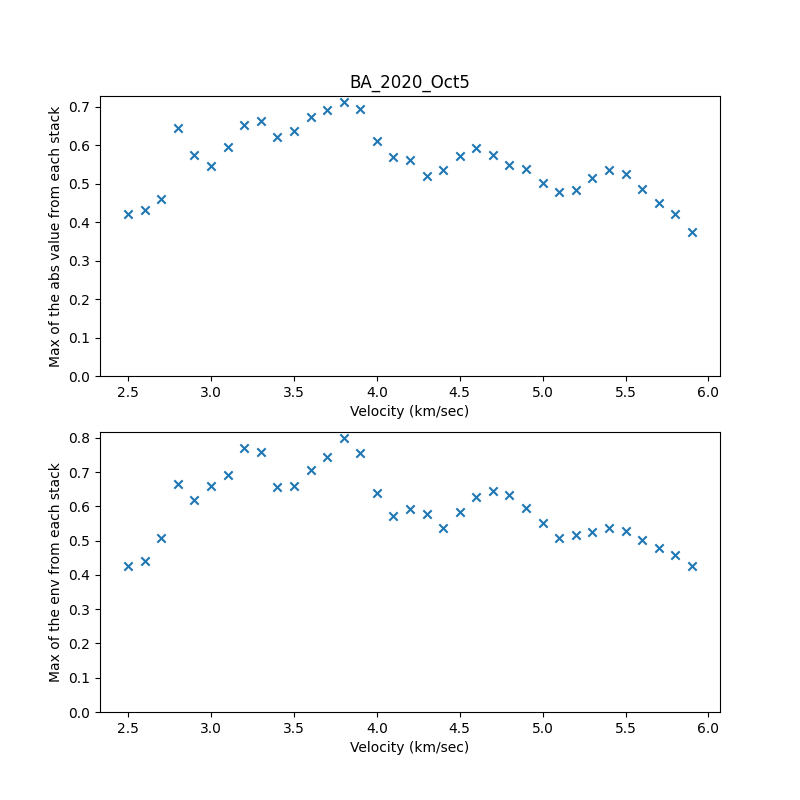 BA_2020_Oct5
Max of the abs value from each stack
0.7
0.6
0.5
0.4
0.3
0.2
0.1
0.0
2.5 3.0 3.5 4.0 4.5 5.0 5.5 6.0
Velocity (km/sec)
Max of the env from each stack
0.8
0.7
0.6
0.5
0.4
0.3
0.2
0.1
0.0
2.5 3.0 3.5 4.0 4.5 5.0 5.5 6.0
Velocity (km/sec)